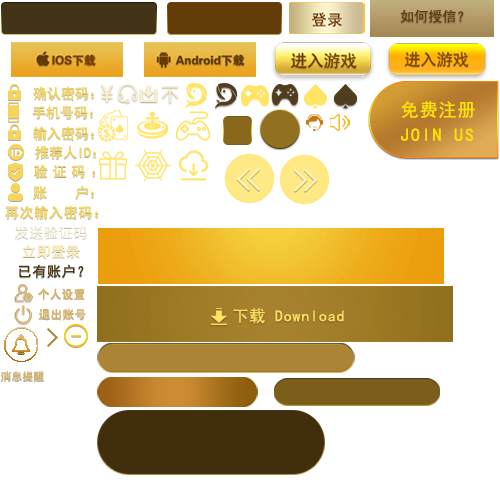 登录
如何授信?
IOS下载
Android下载
进入游戏
进入游戏
确认密码:
手机号码:
输入密码:
推荐人ID:
验 证 码 :
账 户:
再次输入密码:
发送验证码
立即登录
已有账户?
个人设置
退出账号
消息提醒
免费注册
JOIN US
下载 Download